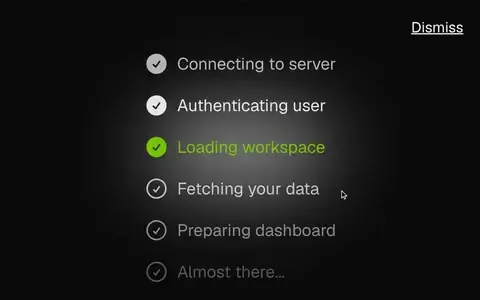 Dismiss
Connecting to server
Authenticating user
Loading workspace
Fetching your data
Preparing dashboard
Almost there...